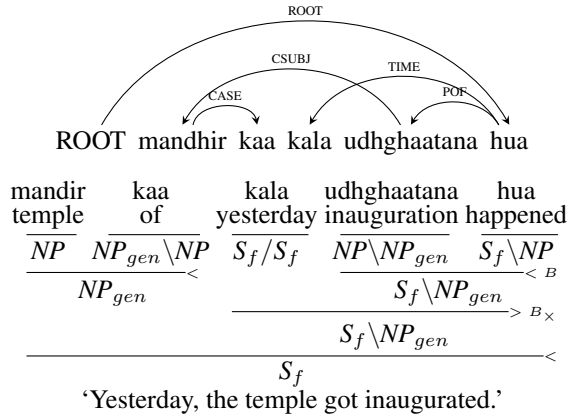 ROOT
CSUBJ TIME
CASE POF
ROOT mandhir kaa kala udhghaatana hua
mandir kaa kala udhghaatana hua
temple of yesterday inauguration happened
NP NP_gen\NP S_f/S_f NP\NP_gen S_f\NP
< < B
NP_gen S_f\NP_gen
> B×
S_f\NP_gen
<
S_f
‘Yesterday, the temple got inaugurated.’